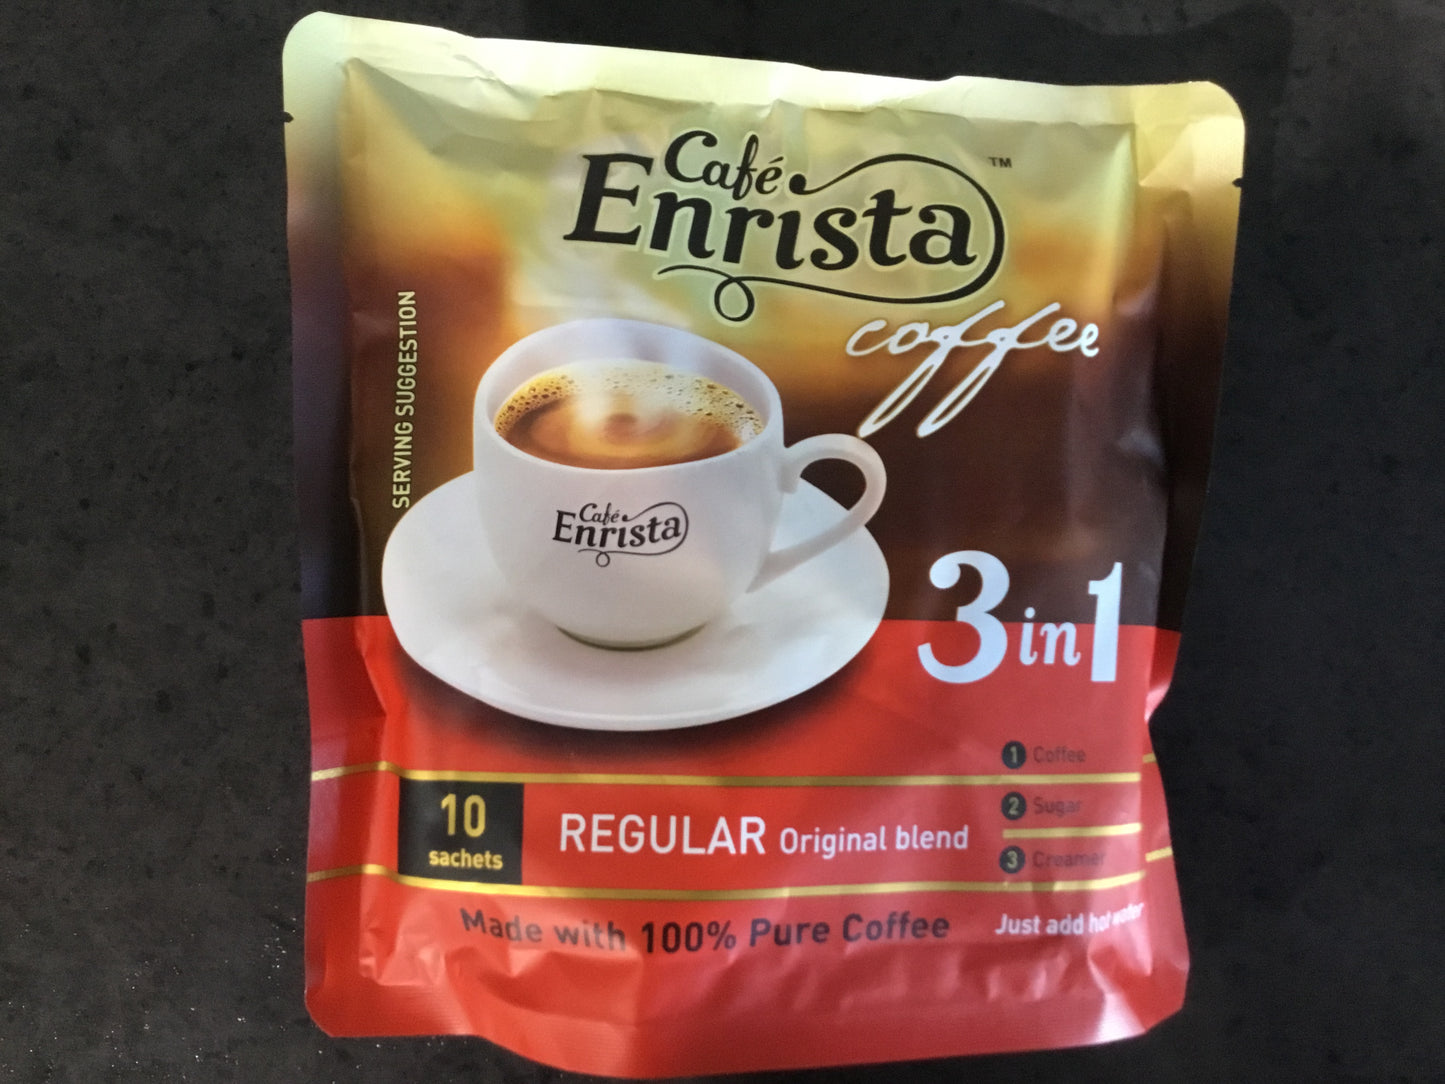 Café
Enrista
TM
coffee
SERVING SUGGESTION
Café
Enrista
3 in 1
1 Coffee
2 Sugar
3 Creamer
10
sachets
REGULAR Original blend
Made with 100% Pure Coffee
Just add hot water